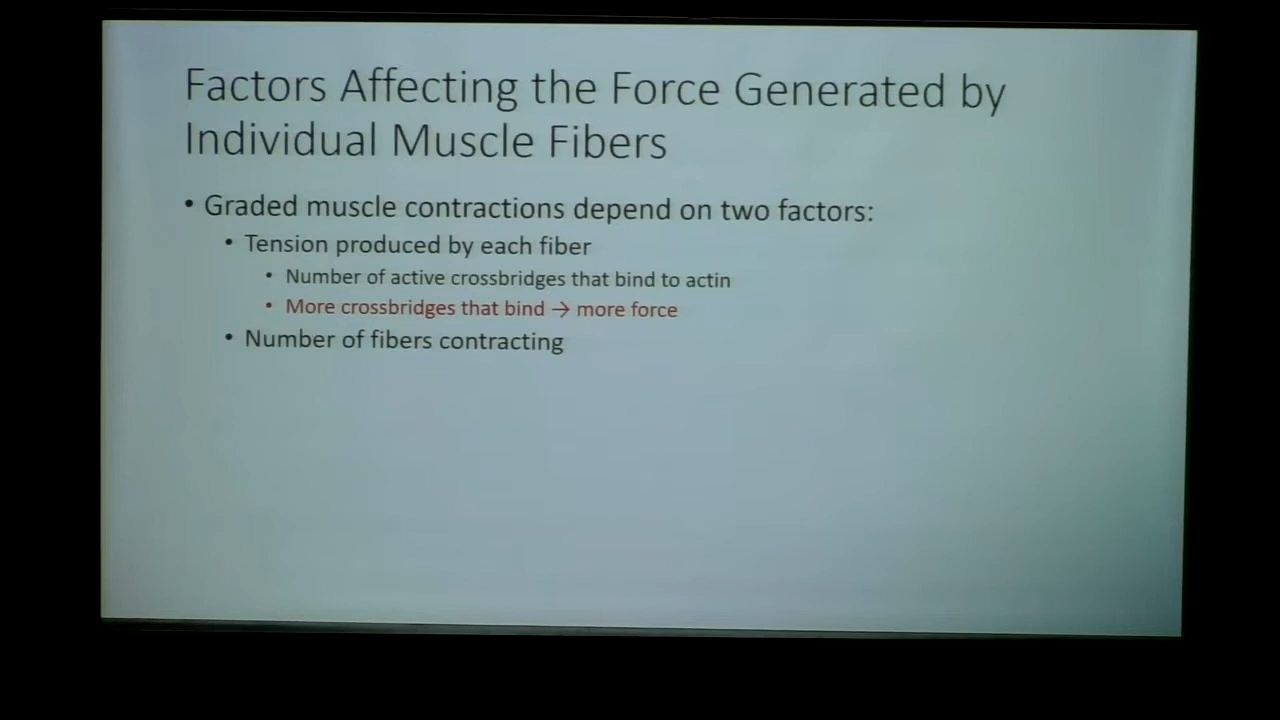 Factors Affecting the Force Generated by
Individual Muscle Fibers
• Graded muscle contractions depend on two factors:
• Tension produced by each fiber
• Number of active crossbridges that bind to actin
• More crossbridges that bind → more force
• Number of fibers contracting